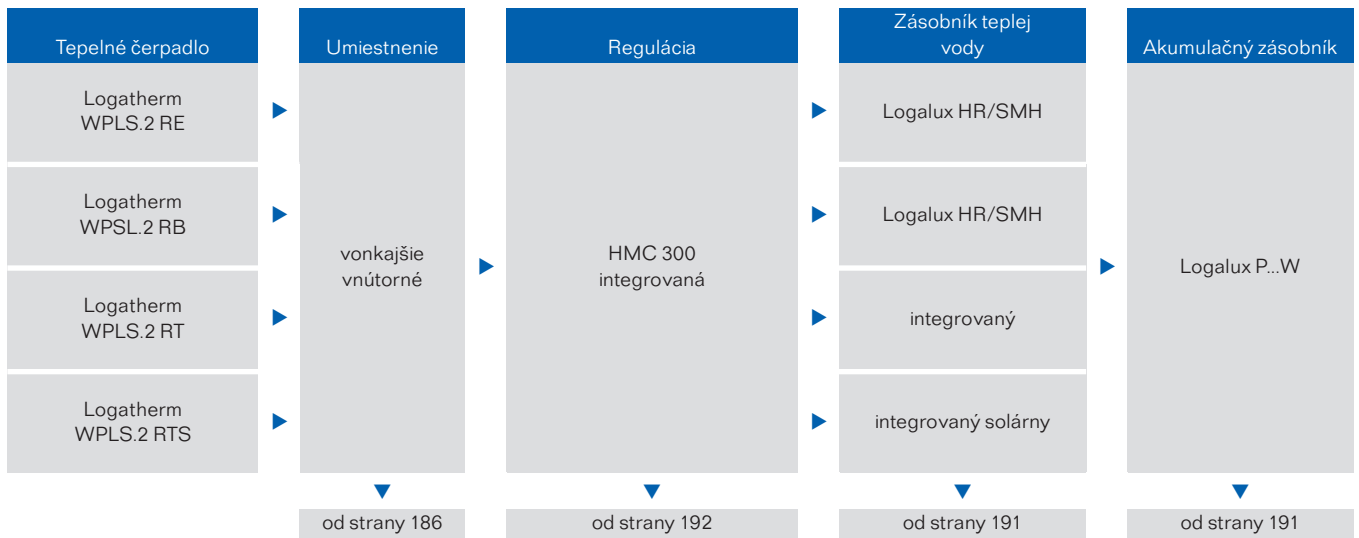 Tepelné čerpadlo
Umiestnenie
Regulácia
Zásobník teplej
vody
Akumulačný zásobník
Logatherm
WPLS.2 RE
Logatherm
WPSL.2 RB
Logatherm
WPLS.2 RT
Logatherm
WPLS.2 RTS
vonkajšie
vnútorné
HMC 300
integrovaná
Logalux HR/SMH
Logalux HR/SMH
integrovaný
integrovaný solárny
Logalux P...W
od strany 186
od strany 192
od strany 191
od strany 191